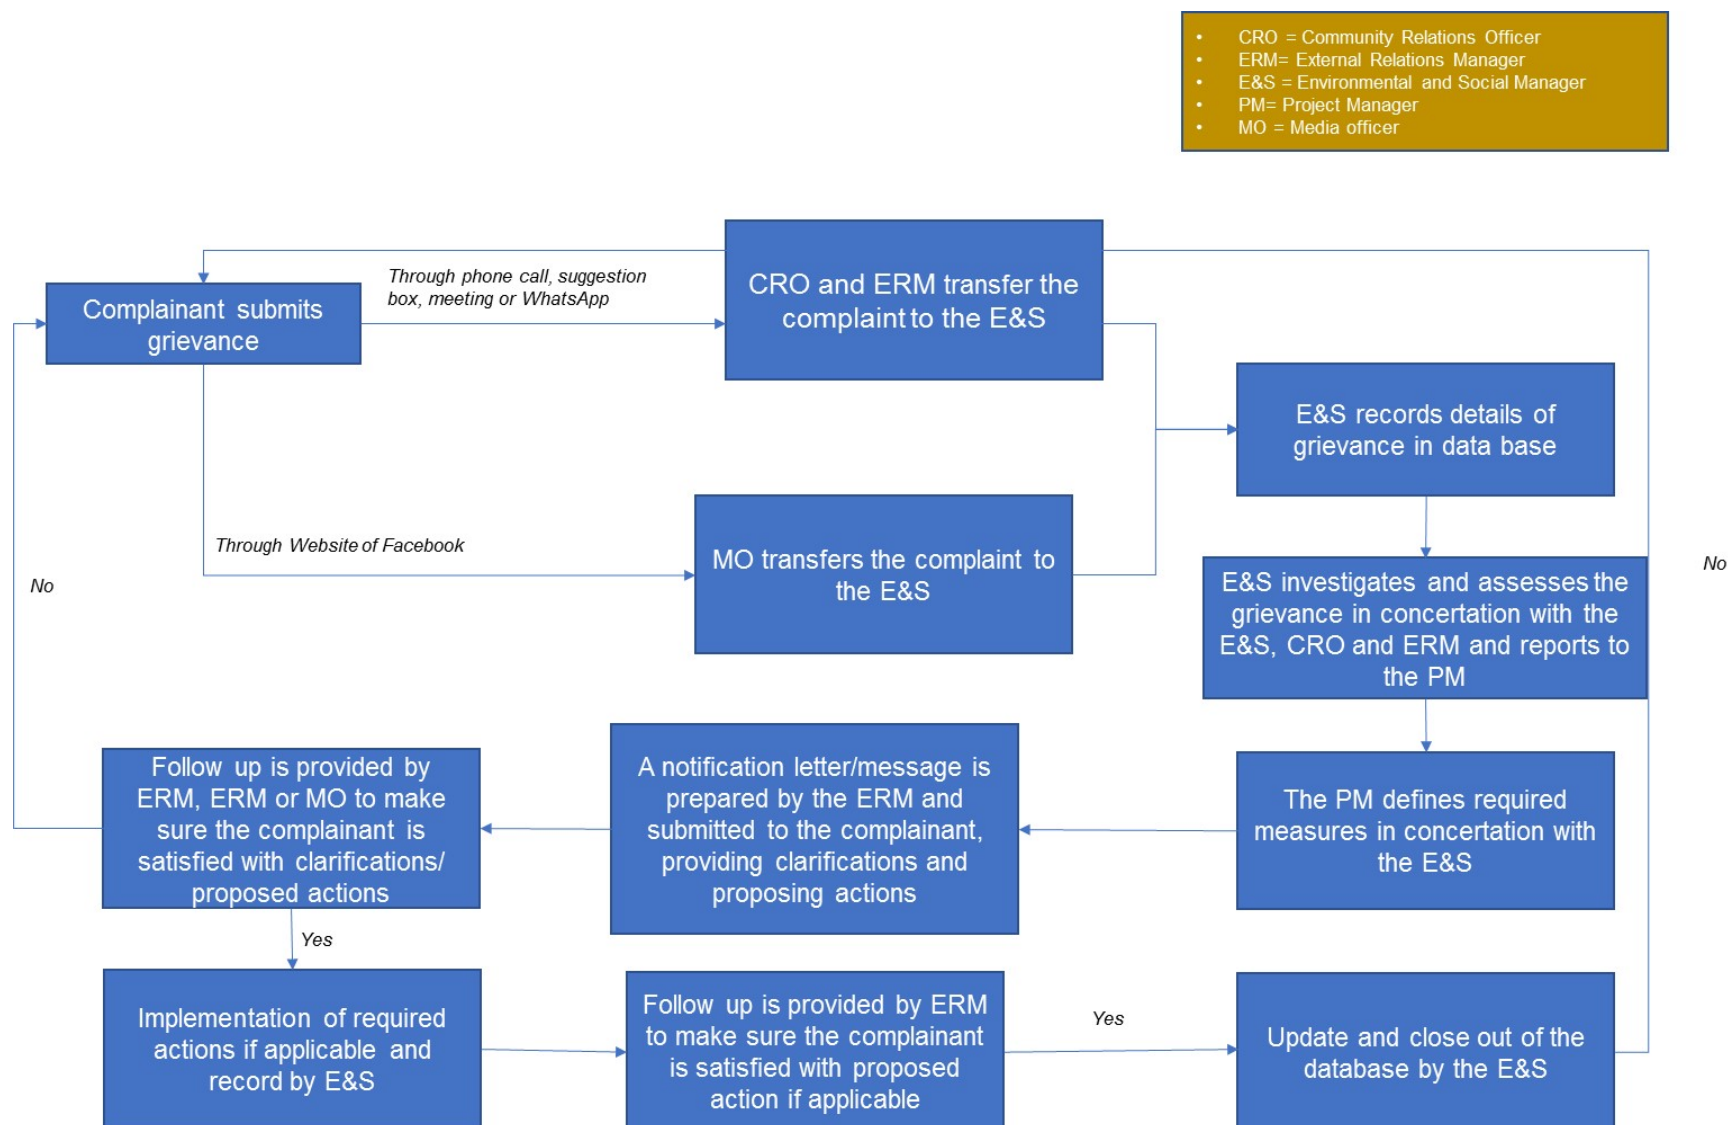 • CRO = Community Relations Officer
• ERM= External Relations Manager
• E&S = Environmental and Social Manager
• PM= Project Manager
• MO = Media officer
Complainant submits
grievance
Through phone call, suggestion
box, meeting or WhatsApp
CRO and ERM transfer the
complaint to the E&S
E&S records details of
grievance in data base
Through Website of Facebook
MO transfers the complaint to
the E&S
No
E&S investigates and assesses the
grievance in concertation with the
E&S, CRO and ERM and reports to
the PM
No
Follow up is provided by
ERM, ERM or MO to make
sure the complainant is
satisfied with clarifications/
proposed actions
A notification letter/message is
prepared by the ERM and
submitted to the complainant,
providing clarifications and
proposing actions
The PM defines required
measures in concertation with
the E&S
Yes
Implementation of required
actions if applicable and
record by E&S
Follow up is provided by ERM
to make sure the complainant
is satisfied with proposed
action if applicable
Yes
Update and close out of the
database by the E&S